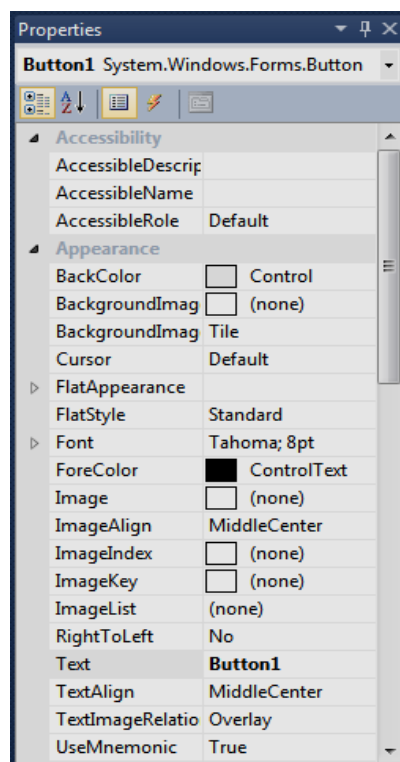 Properties
Button1 System.Windows.Forms.Button
Accessibility
AccessibleDescrip
AccessibleName
AccessibleRole Default
Appearance
BackColor Control
BackgroundImag (none)
BackgroundImag Tile
Cursor Default
FlatAppearance
FlatStyle Standard
Font Tahoma; 8pt
ForeColor ControlText
Image (none)
ImageAlign MiddleCenter
ImageIndex (none)
ImageKey (none)
ImageList (none)
RightToLeft No
Text Button1
TextAlign MiddleCenter
TextImageRelatio Overlay
UseMnemonic True